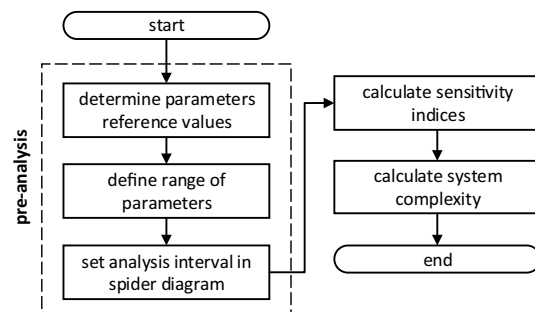 start
pre-analysis
determine parameters
reference values
define range of
parameters
set analysis interval in
spider diagram
calculate sensitivity
indices
calculate system
complexity
end